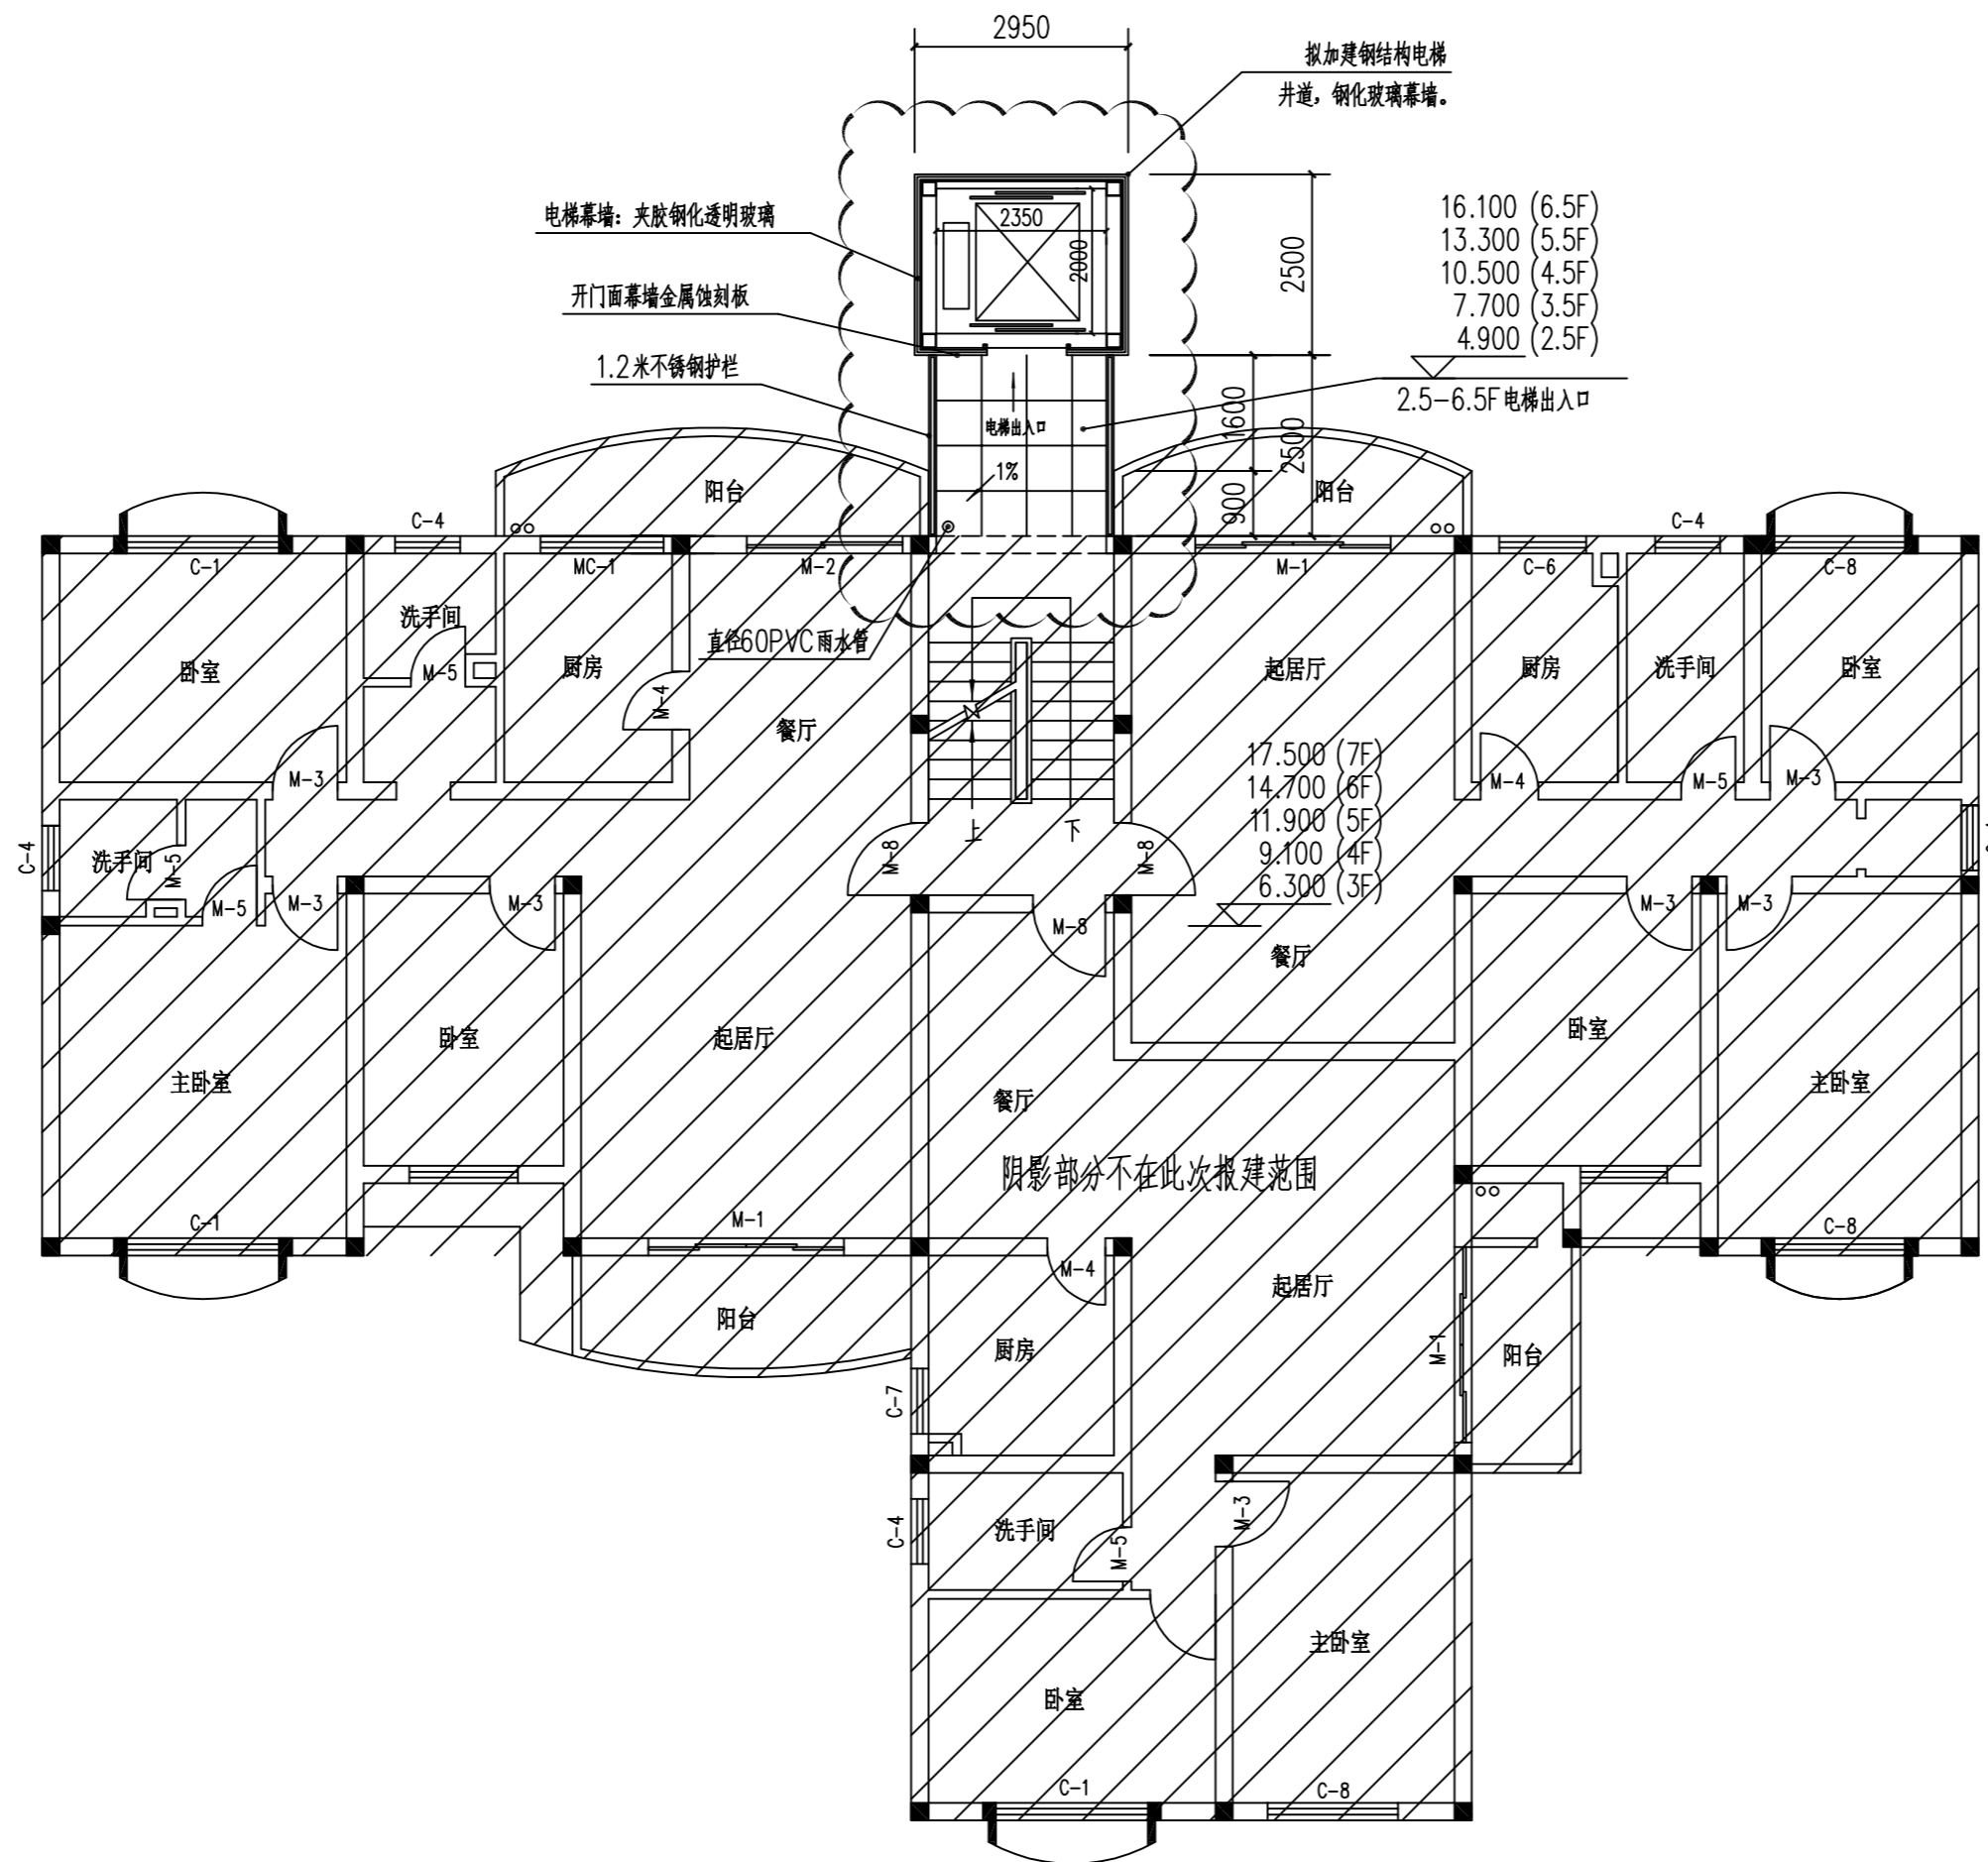 2950
拟加建钢结构电梯
井道，钢化玻璃幕墙。
电梯幕墙：夹胶钢化透明玻璃
2350
2000
2500
16.100 (6.5F)
13.300 (5.5F)
10.500 (4.5F)
7.700 (3.5F)
4.900 (2.5F)
开门面幕墙金属蚀刻板
1.2米不锈钢护栏
2.5-6.5F电梯出入口
电梯出入口
1600
2500
900
1%
阳台
阳台
C-4
C-4
C-1
MC-1
M-2
M-1
C-6
C-8
洗手间
直径60PVC雨水管
卧室
M-5
厨房
M-4
餐厅
起居厅
厨房
洗手间
卧室
M-3
17.500 (7F)
14.700 (6F)
11.900 (5F)
9.100 (4F)
6.300 (3F)
M-4
M-5
M-3
上
下
C-4
洗手间
M-5
M-8
M-8
M-5
M-3
M-3
M-8
M-3
M-3
餐厅
卧室
起居厅
卧室
主卧室
主卧室
餐厅
阴影部分不在此次报建范围
C-1
M-1
C-8
M-4
起居厅
阳台
厨房
M-1
阳台
C-7
C-4
洗手间
M-5
M-3
主卧室
卧室
C-1
C-8